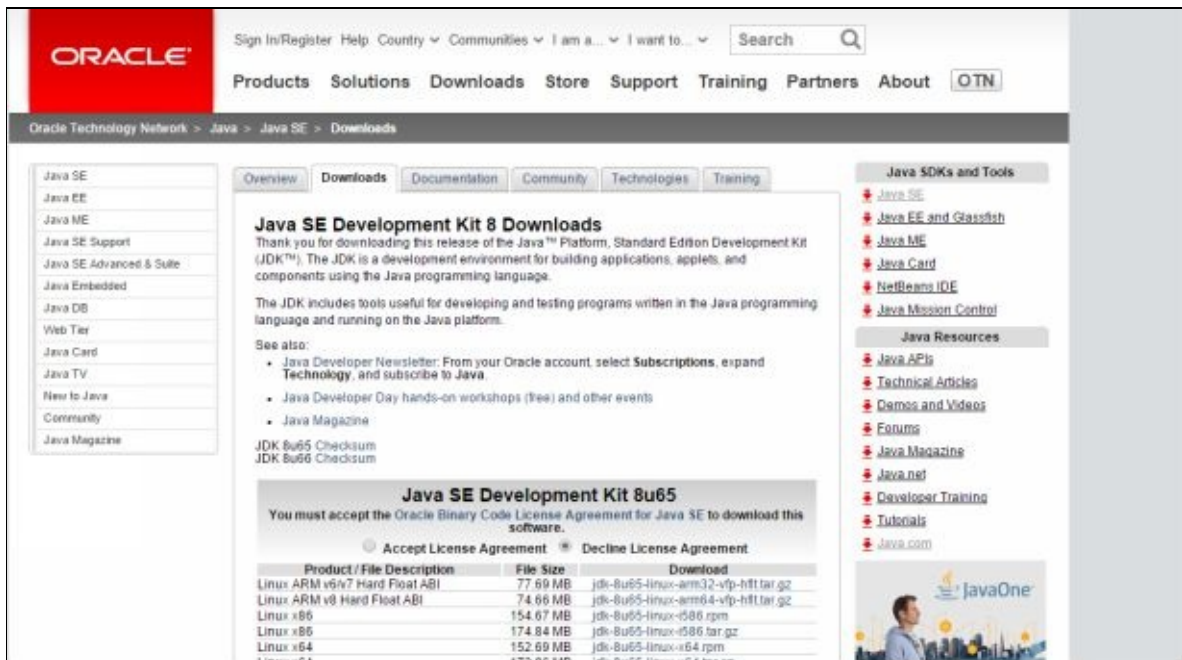 ORACLE
Sign In/Register Help Country Communities I am a... I want to... Search
Products Solutions Downloads Store Support Training Partners About OTN
Oracle Technology Network > Java > Java SE > Downloads
Java SE
Java EE
Java ME
Java SE Support
Java SE Advanced & Suite
Java Embedded
Java DB
Web Tier
Java Card
Java TV
New to Java
Community
Java Magazine
Overview Downloads Documentation Community Technologies Training
Java SE Development Kit 8 Downloads
Thank you for downloading this release of the Java™ Platform, Standard Edition Development Kit
(JDK™). The JDK is a development environment for building applications, applets, and
components using the Java programming language.
The JDK includes tools useful for developing and testing programs written in the Java programming
language and running on the Java platform.
See also:
• Java Developer Newsletter: From your Oracle account, select Subscriptions, expand
Technology, and subscribe to Java.
• Java Developer Day hands-on workshops (free) and other events
• Java Magazine
JDK 8u65 Checksum
JDK 8u66 Checksum
Java SE Development Kit 8u65
You must accept the Oracle Binary Code License Agreement for Java SE to download this
software.
Accept License Agreement Decline License Agreement
Product / File Description File Size Download
Linux ARM v6/v7 Hard Float ABI 77.69 MB jdk-8u65-linux-arm32-vfp-hflt.tar.gz
Linux ARM v8 Hard Float ABI 74.66 MB jdk-8u65-linux-arm64-vfp-hflt.tar.gz
Linux x86 154.67 MB jdk-8u65-linux-i586.rpm
Linux x86 174.84 MB jdk-8u65-linux-i586.tar.gz
Linux x64 152.69 MB jdk-8u65-linux-x64.rpm
Java SDKs and Tools
Java SE
Java EE and Glassfish
Java ME
Java Card
NetBeans IDE
Java Mission Control
Java Resources
Java APIs
Technical Articles
Demos and Videos
Forums
Java Magazine
Java.net
Developer Training
Tutorials
Java.com
JavaOne